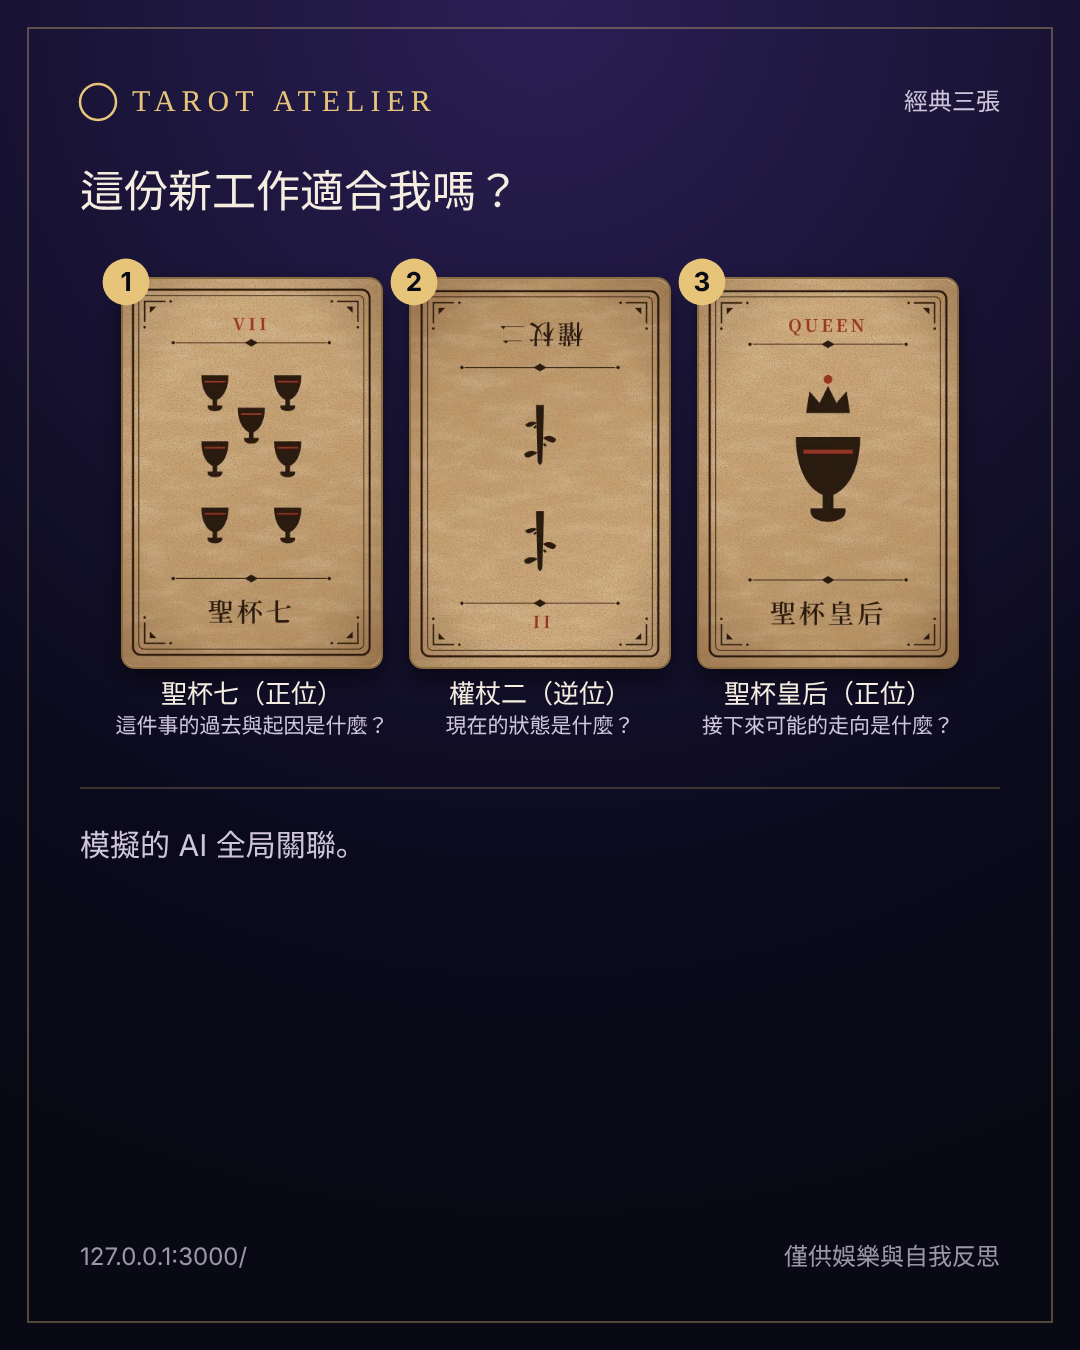 TAROT ATELIER
經典三張
這份新工作適合我嗎？
1
2
3
VII
權杖二
QUEEN
聖杯七
II
聖杯皇后
聖杯七（正位）
權杖二（逆位）
聖杯皇后（正位）
這件事的過去與起因是什麼？
現在的狀態是什麼？
接下來可能的走向是什麼？
模擬的 AI 全局關聯。
127.0.0.1:3000/
僅供娛樂與自我反思